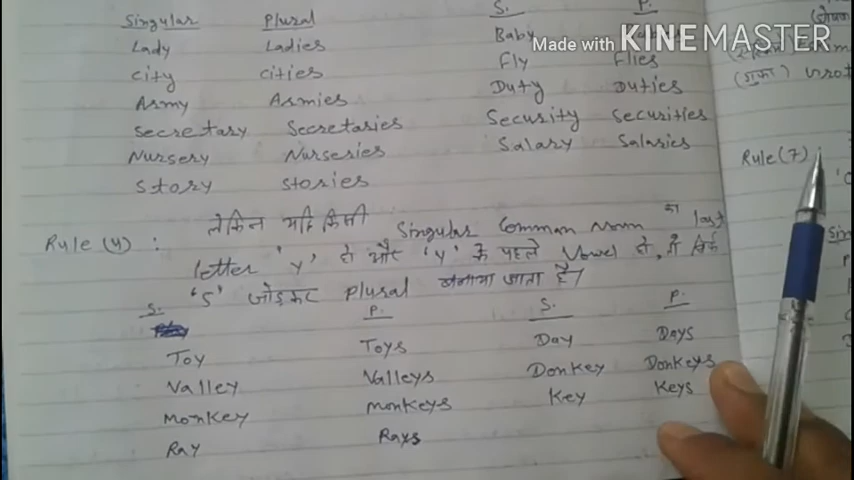 Singular Plural S. P.
Lady Ladies Baby
City Cities Fly Flies
Army Armies Duty Duties
Secretary Secretaries Security Securities
Nursery Nurseries Salary Salaries
Story Stories
Rule (4) : लेकिन यदि किसी Singular Common Noun का last
letter 'y' हो और 'y' के पहले Vowel हो, तो सिर्फ
'S' जोड़कर Plural बनाया जाता है।
S. P. S. P.
Toy Toys Day Days
Valley Valleys Donkey Donkeys
Monkey Monkeys Key Keys
Ray Rays
(गुफा)
Rule (7) :
Made with KINEMASTER